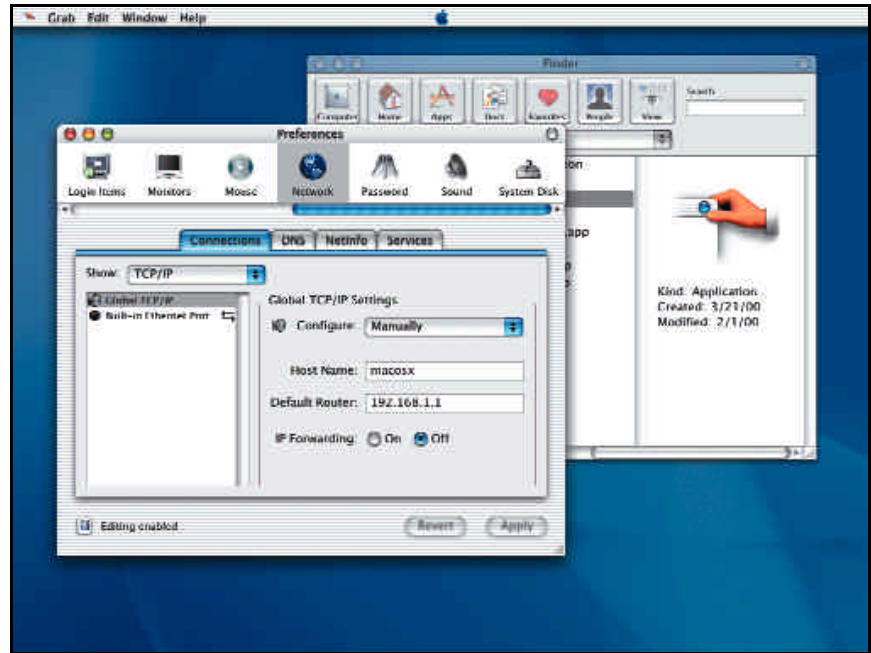 Grab Edit Window Help
Finder
Computer Home Apps Docs Favorites People View
Search
Preferences
Login Items Monitors Mouse Network Password Sound System Disk
Connections DNS NetInfo Services
Show: TCP/IP
Global TCP/IP
Built-in Ethernet Port
Global TCP/IP Settings
Configure: Manually
Host Name: macosx
Default Router: 192.168.1.1
IP Forwarding: On Off
Editing enabled
Revert Apply
on
.app
Kind: Application
Created: 3/21/00
Modified: 2/1/00